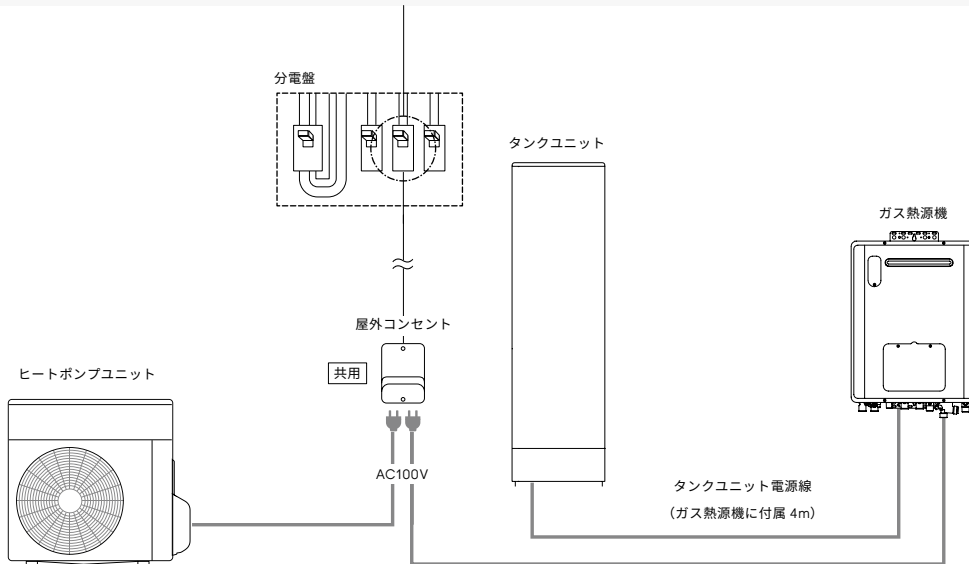 分電盤
タンクユニット
ガス熱源機
屋外コンセント
共用
ヒートポンプユニット
AC100V
タンクユニット電源線
（ガス熱源機に付属 4m）